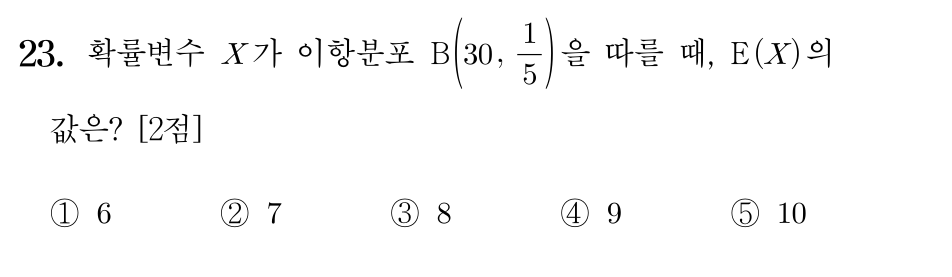 23. 확률변수 X가 이항분포 B(30, 1/5)을 따를 때, E(X)의
값은? [2점]
① 6 ② 7 ③ 8 ④ 9 ⑤ 10